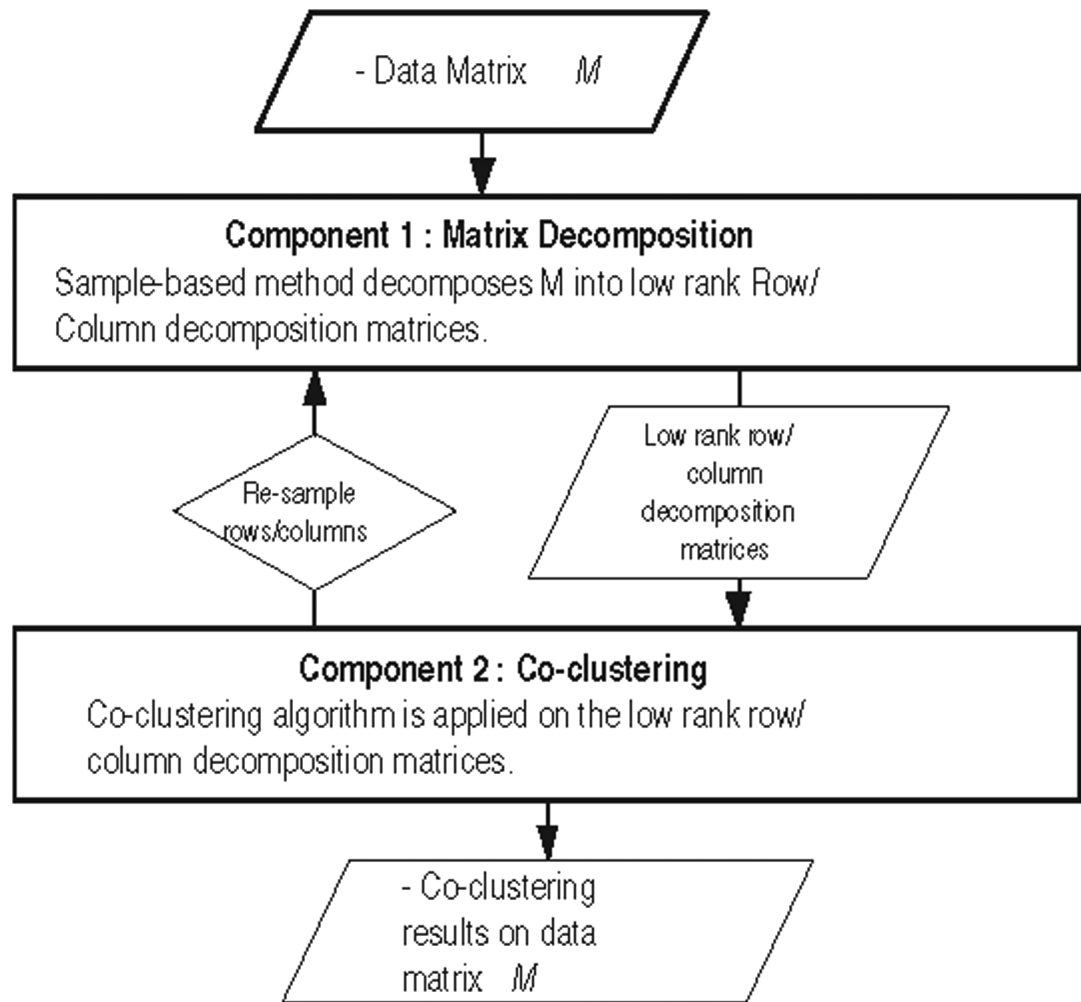 - Data Matrix M
Component 1 : Matrix Decomposition
Sample-based method decomposes M into low rank Row/
Column decomposition matrices.
Low rank row/
column
decomposition
matrices
Re-sample
rows/columns
Component 2 : Co-clustering
Co-clustering algorithm is applied on the low rank row/
column decomposition matrices.
- Co-clustering
results on data
matrix M